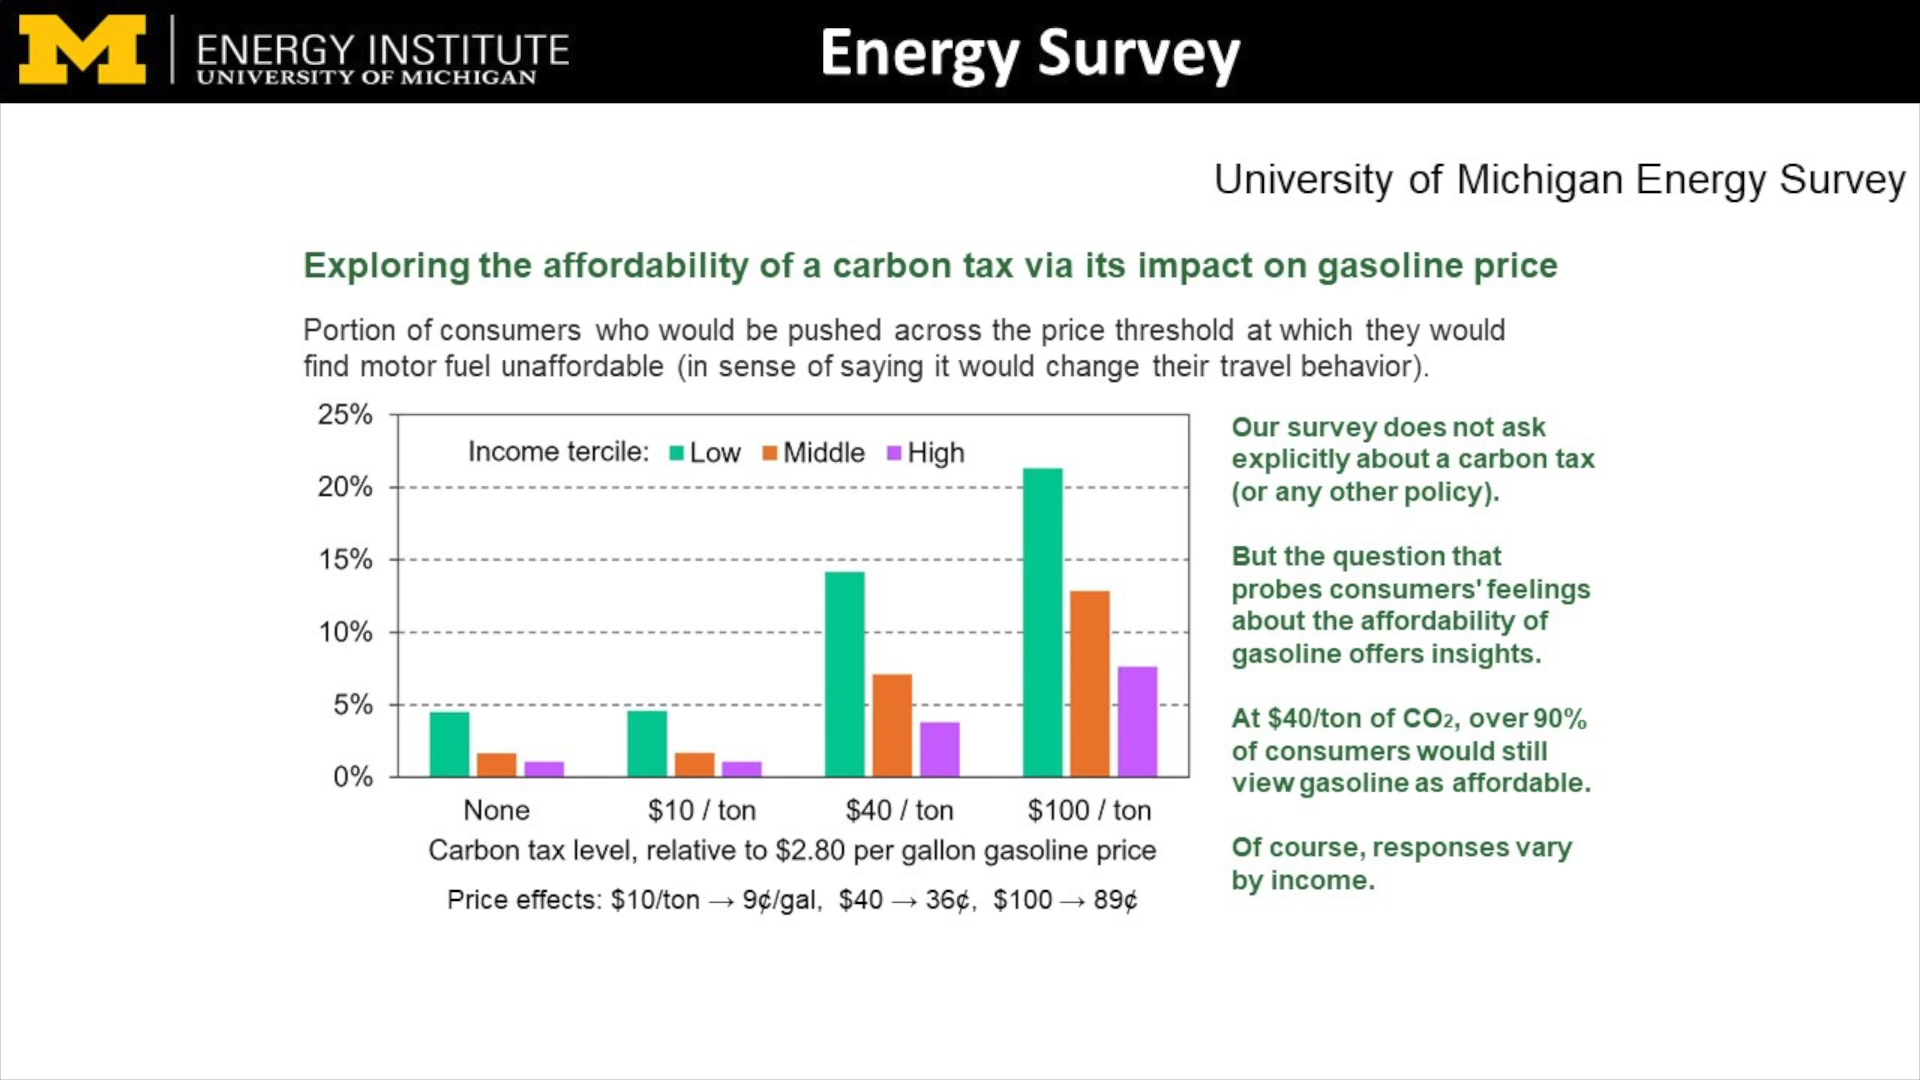 M
ENERGY INSTITUTE
UNIVERSITY OF MICHIGAN
Energy Survey
University of Michigan Energy Survey
Exploring the affordability of a carbon tax via its impact on gasoline price
Portion of consumers who would be pushed across the price threshold at which they would
find motor fuel unaffordable (in sense of saying it would change their travel behavior).
25%
20%
15%
10%
5%
0%
Income tercile: Low Middle High
None $10 / ton $40 / ton $100 / ton
Carbon tax level, relative to $2.80 per gallon gasoline price
Price effects: $10/ton → 9¢/gal, $40 → 36¢, $100 → 89¢
Our survey does not ask
explicitly about a carbon tax
(or any other policy).
But the question that
probes consumers' feelings
about the affordability of
gasoline offers insights.
At $40/ton of CO₂, over 90%
of consumers would still
view gasoline as affordable.
Of course, responses vary
by income.